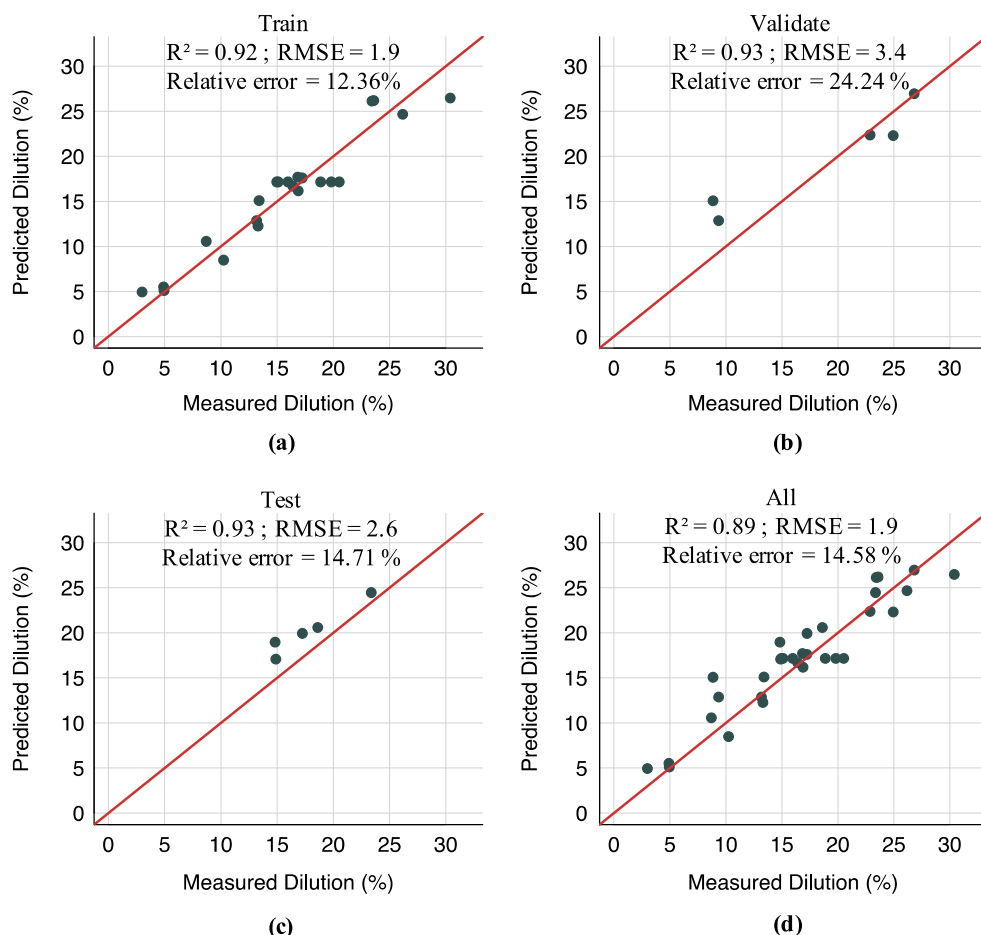 Train
R² = 0.92 ; RMSE = 1.9
Relative error = 12.36%
Predicted Dilution (%)
30
25
20
15
10
5
0
0 5 10 15 20 25 30
Measured Dilution (%)
(a)
Validate
R² = 0.93 ; RMSE = 3.4
Relative error = 24.24 %
Predicted Dilution (%)
30
25
20
15
10
5
0
0 5 10 15 20 25 30
Measured Dilution (%)
(b)
Test
R² = 0.93 ; RMSE = 2.6
Relative error = 14.71 %
Predicted Dilution (%)
30
25
20
15
10
5
0
0 5 10 15 20 25 30
Measured Dilution (%)
(c)
All
R² = 0.89 ; RMSE = 1.9
Relative error = 14.58 %
Predicted Dilution (%)
30
25
20
15
10
5
0
0 5 10 15 20 25 30
Measured Dilution (%)
(d)